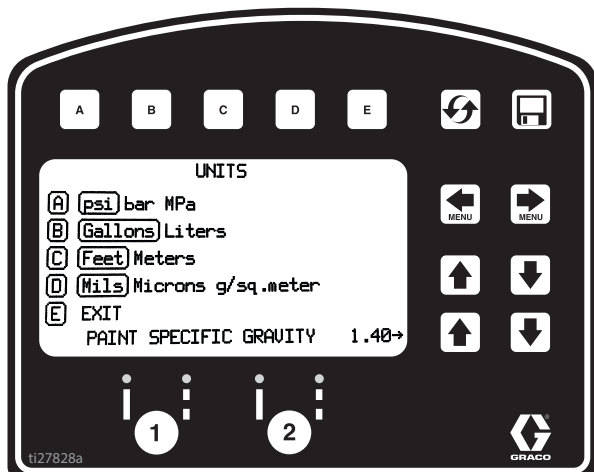 A B C D E
UNITS
A psi bar MPa
MENU MENU
B Gallons Liters
C Feet Meters
D Mils Microns g/sq.meter
E EXIT
PAINT SPECIFIC GRAVITY 1.40→
1 2
ti27828a
GRACO